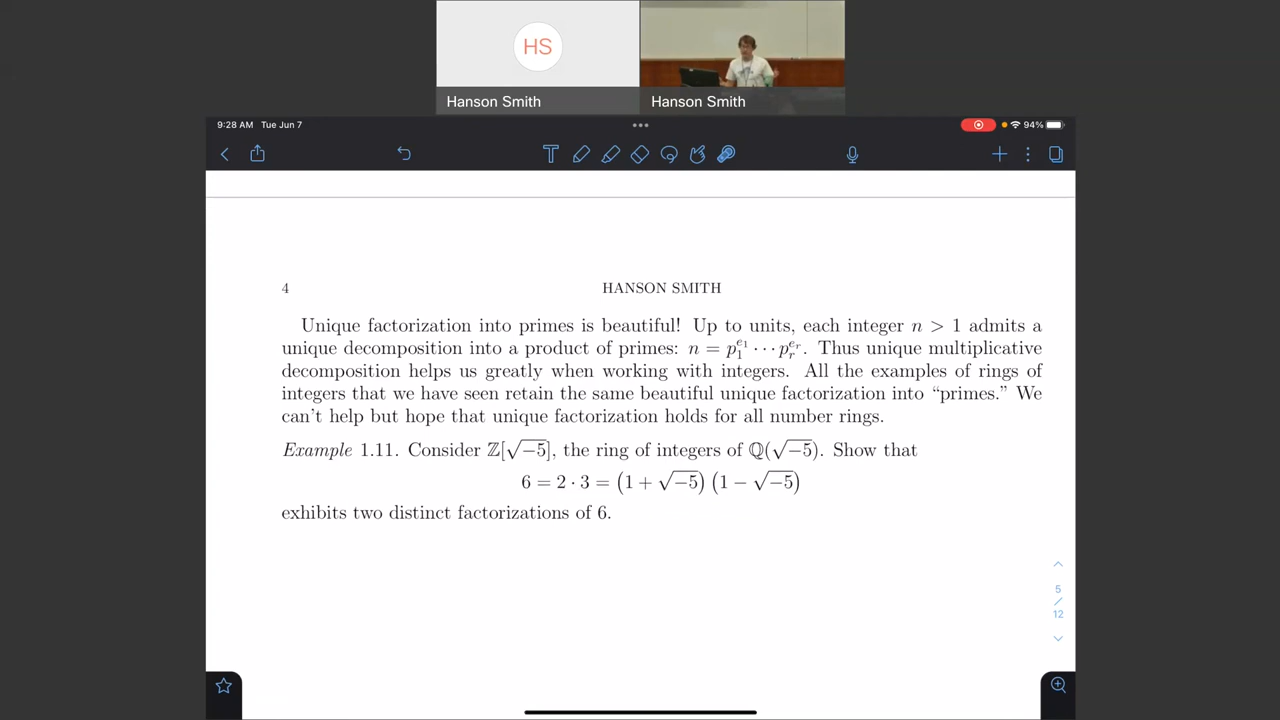 HS
Hanson Smith
Hanson Smith
9:28 AM Tue Jun 7
94%
4
HANSON SMITH
Unique factorization into primes is beautiful! Up to units, each integer n > 1 admits a
unique decomposition into a product of primes: n = p_1^{e_1} ⋯ p_r^{e_r}. Thus unique multiplicative
decomposition helps us greatly when working with integers. All the examples of rings of
integers that we have seen retain the same beautiful unique factorization into “primes.” We
can’t help but hope that unique factorization holds for all number rings.
Example 1.11. Consider ℤ[√−5], the ring of integers of ℚ(√−5). Show that
6 = 2 · 3 = (1 + √−5) (1 − √−5)
exhibits two distinct factorizations of 6.
5
/
12